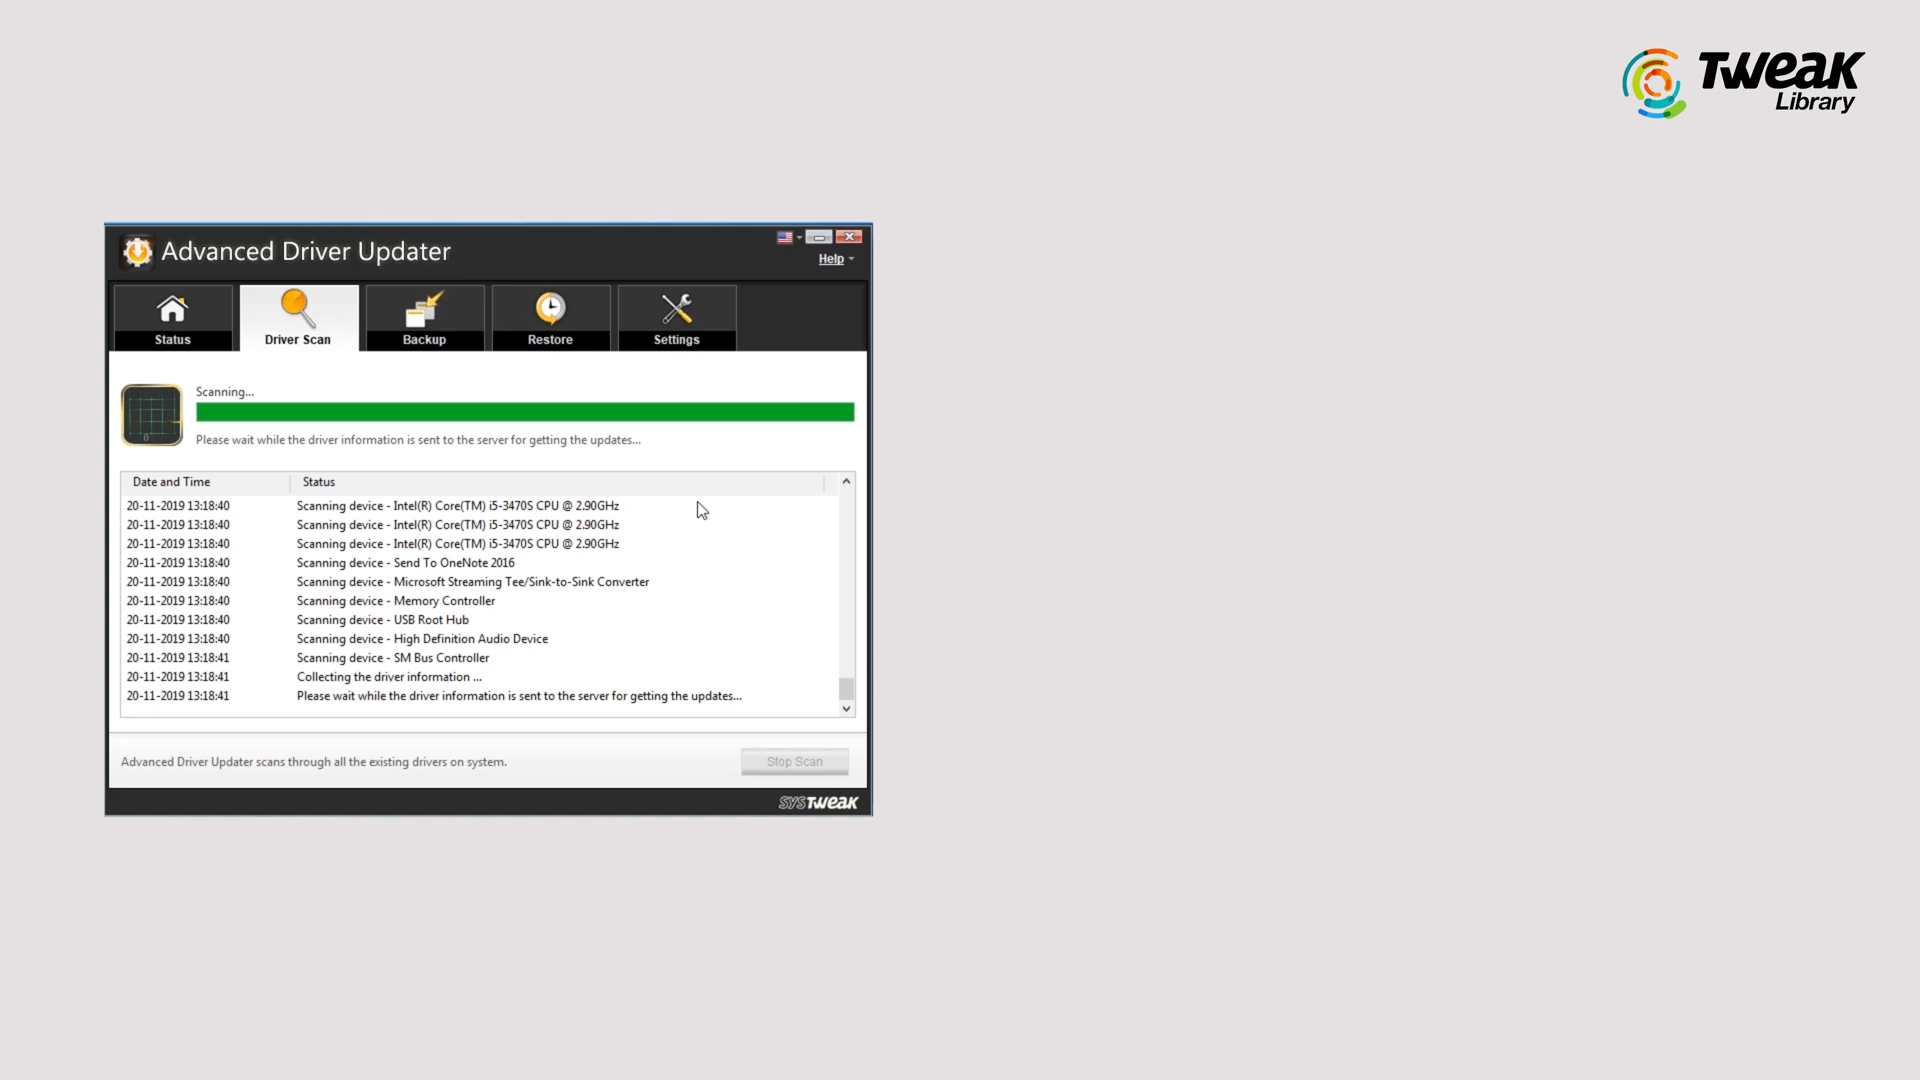 TWEAK
Library
Advanced Driver Updater
Help
Status
Driver Scan
Backup
Restore
Settings
Scanning...
Please wait while the driver information is sent to the server for getting the updates...
Date and Time Status
20-11-2019 13:18:40 Scanning device - Intel(R) Core(TM) i5-3470S CPU @ 2.90GHz
20-11-2019 13:18:40 Scanning device - Intel(R) Core(TM) i5-3470S CPU @ 2.90GHz
20-11-2019 13:18:40 Scanning device - Intel(R) Core(TM) i5-3470S CPU @ 2.90GHz
20-11-2019 13:18:40 Scanning device - Send To OneNote 2016
20-11-2019 13:18:40 Scanning device - Microsoft Streaming Tee/Sink-to-Sink Converter
20-11-2019 13:18:40 Scanning device - Memory Controller
20-11-2019 13:18:40 Scanning device - USB Root Hub
20-11-2019 13:18:40 Scanning device - High Definition Audio Device
20-11-2019 13:18:41 Scanning device - SM Bus Controller
20-11-2019 13:18:41 Collecting the driver information ...
20-11-2019 13:18:41 Please wait while the driver information is sent to the server for getting the updates...
Advanced Driver Updater scans through all the existing drivers on system.
Stop Scan
SYSTWEAK